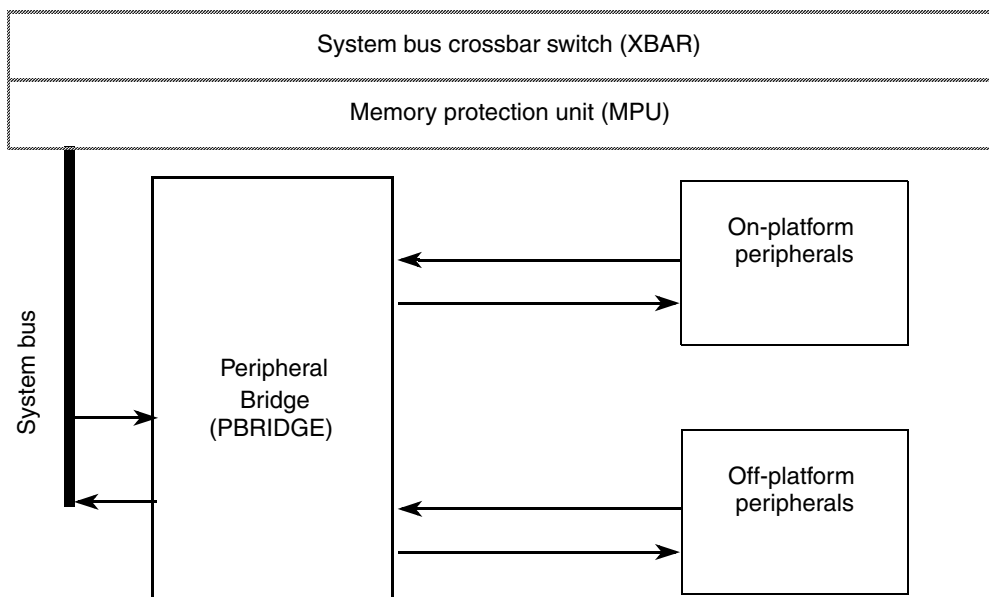 System bus crossbar switch (XBAR)
Memory protection unit (MPU)
On-platform
peripherals
System bus
Peripheral
Bridge
(PBRIDGE)
Off-platform
peripherals